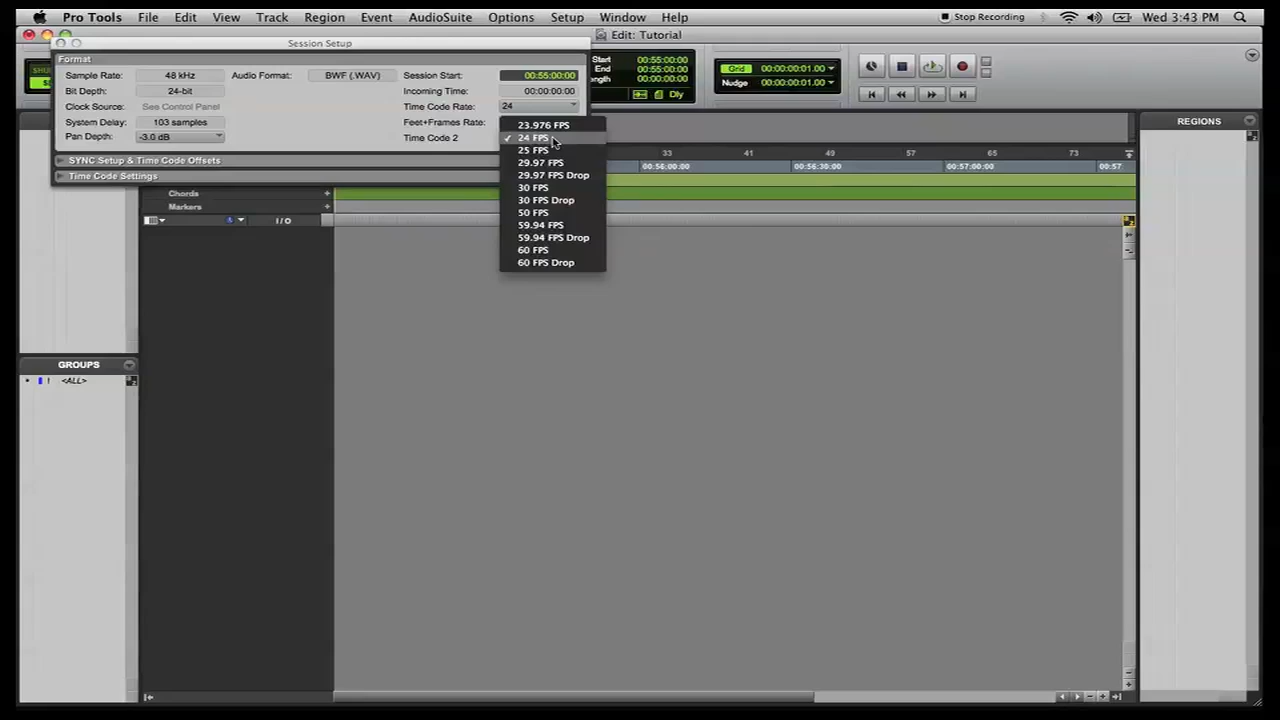 Pro Tools File Edit View Track Region Event AudioSuite Options Setup Window Help Stop Recording Wed 3:43 PM
Edit: Tutorial
Session Setup
Format
Sample Rate: 48 kHz Audio Format: BWF (.WAV) Session Start: 00:55:00:00
Bit Depth: 24-bit Incoming Time: 00:00:00:00
Clock Source: See Control Panel Time Code Rate: 24
System Delay: 103 samples Feet+Frames Rate:
Pan Depth: -3.0 dB Time Code 2
SYNC Setup & Time Code Offsets
Time Code Settings
23.976 FPS
✓ 24 FPS
25 FPS
29.97 FPS
29.97 FPS Drop
30 FPS
30 FPS Drop
50 FPS
59.94 FPS
59.94 FPS Drop
60 FPS
60 FPS Drop
Start 00:55:00:00
End 00:55:00:00
ength 00:00:00:00
Dly
Grid 00:00:00:01.00
Nudge 00:00:00:01.00
33 41 49 57 65 73
00:56:00:00 00:56:30:00 00:57:00:00 00:57
Chords +
Markers +
I/O
GROUPS
! <ALL>
REGIONS